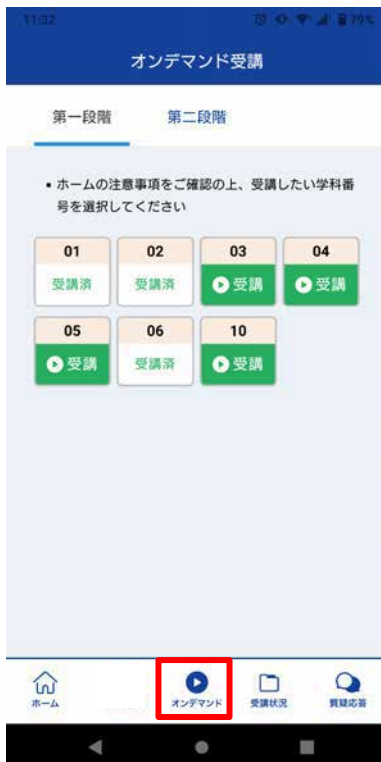 11:32 79%
オンデマンド受講
第一段階 第二段階
▪ ホームの注意事項をご確認の上、受講したい学科番
号を選択してください
01 02 03 04
受講済 受講済 受講 受講
05 06 10
受講 受講済 受講
ホーム オンデマンド 受講状況 質疑応答